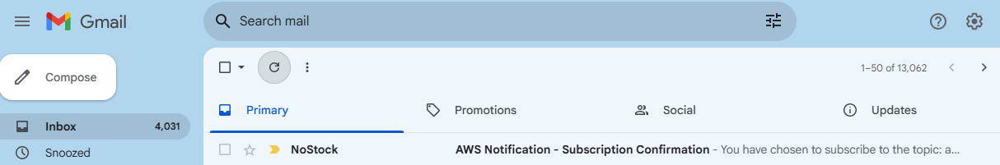 Gmail
Search mail
Compose
1–50 of 13,062
Primary
Promotions
Social
Updates
Inbox 4,031
NoStock AWS Notification - Subscription Confirmation - You have chosen to subscribe to the topic: a...
Snoozed